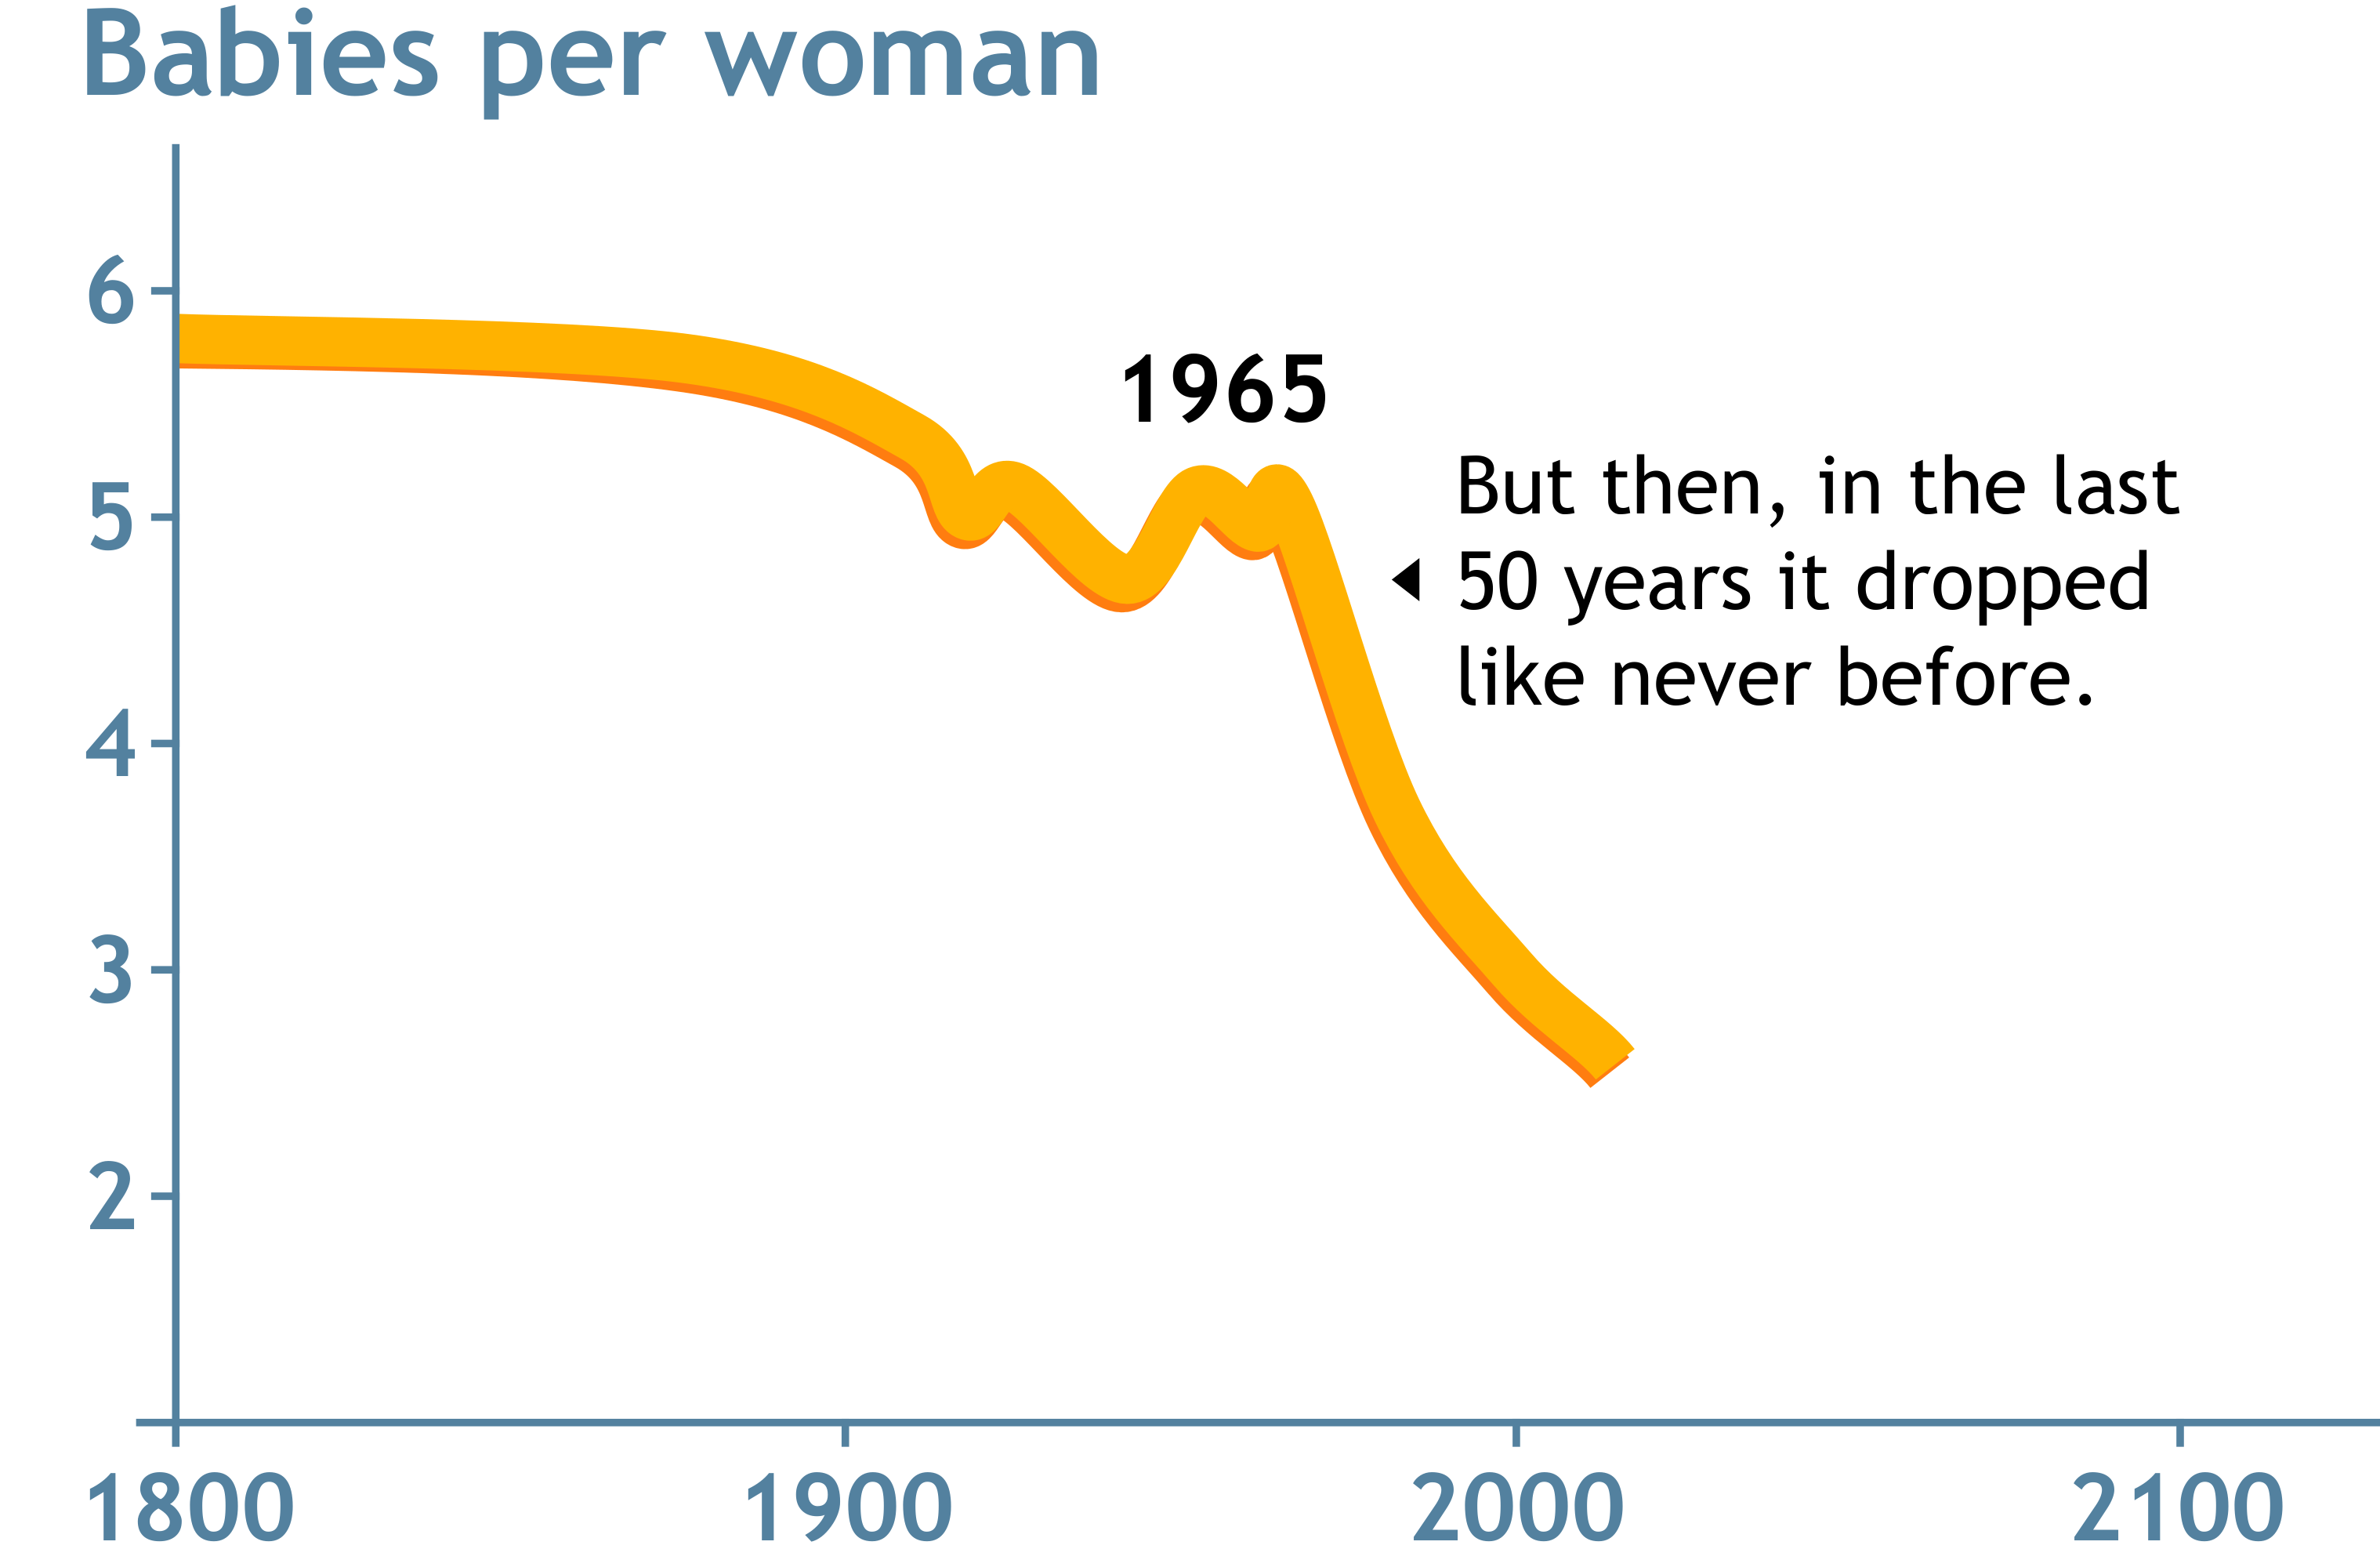 Babies per woman
6
1965
But then, in the last
5
50 years it dropped
like never before.
4
3
2
1800 1900 2000 2100